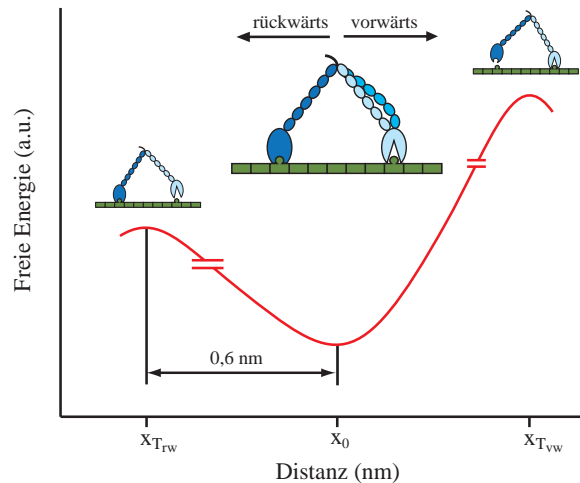 rückwärts vorwärts
Freie Energie (a.u.)
0,6 nm
xTrw x0 xTvw
Distanz (nm)